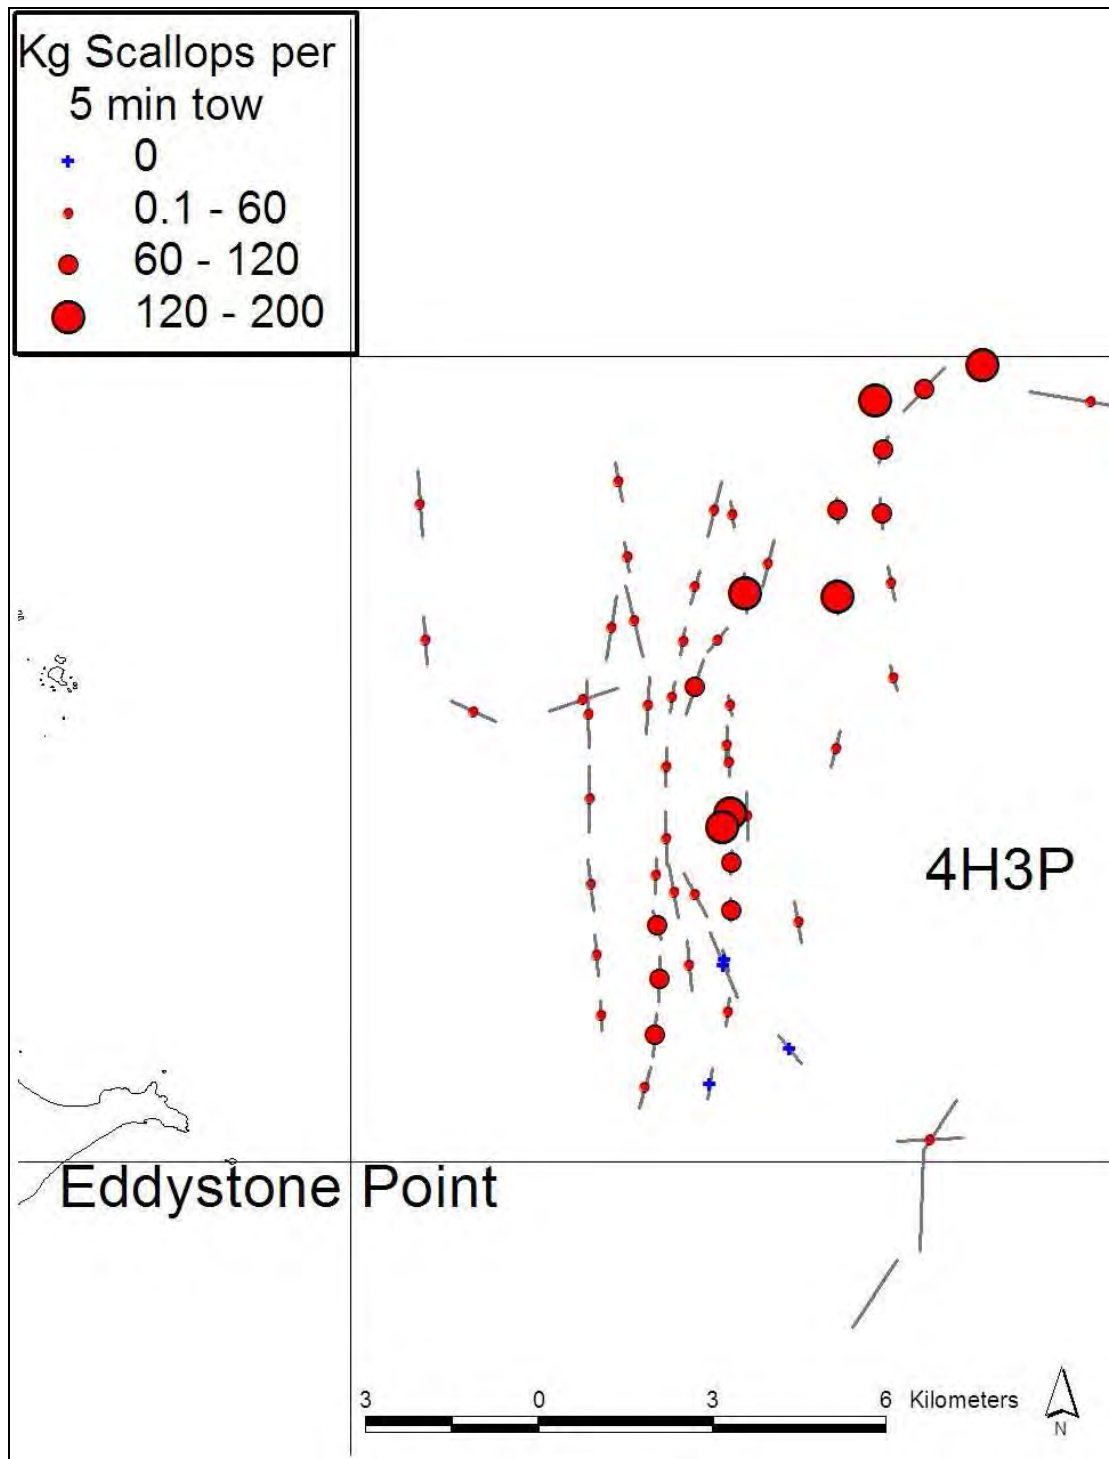 Kg Scallops per
5 min tow
0
0.1 - 60
60 - 120
120 - 200
4H3P
Eddystone Point
3 0 3 6 Kilometers
N